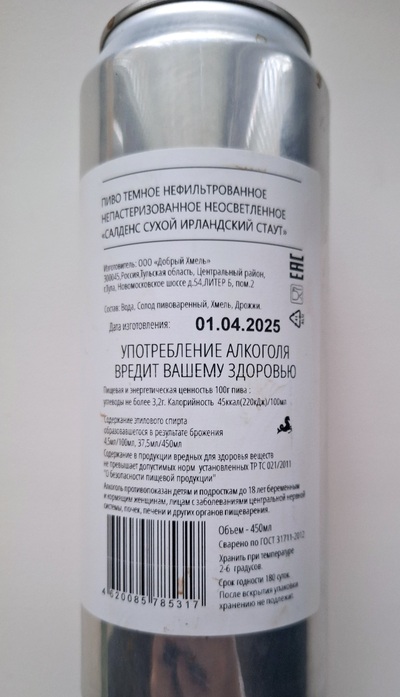 ПИВО ТЕМНОЕ НЕФИЛЬТРОВАННОЕ
НЕПАСТЕРИЗОВАННОЕ НЕОСВЕТЛЕННОЕ
«САЛДЕНС СУХОЙ ИРЛАНДСКИЙ СТАУТ»
Изготовитель: ООО «Добрый Хмель»
300045,Россия,Тульская область, Центральный район,
г.Тула, Новомосковское шоссе д.54,ЛИТЕР Б, пом.2
EAC
Состав: Вода, Солод пивоваренный, Хмель, Дрожжи.
Дата изготовления: 01.04.2025
УПОТРЕБЛЕНИЕ АЛКОГОЛЯ
ВРЕДИТ ВАШЕМУ ЗДОРОВЬЮ
Пищевая и энергетическая ценность 100г пива :
углеводы не более 3,2г. Калорийность 45ккал(220кДж)/100мл
Содержание этилового спирта
образовавшегося в результате брожения
4,5мл/100мл, 37,5мл/450мл
Содержание в продукции вредных для здоровья веществ
не превышает допустимых норм установленных ТР ТС 021/2011
"О безопасности пищевой продукции"
Алкоголь противопоказан детям и подросткам до 18 лет,беременным
и кормящим женщинам, лицам с заболеваниями центральной нервной
системы, почек, печени и других органов пищеварения.
Объем - 450мл
Сварено по ГОСТ 31711-2012
Хранить при температуре
2-6 градусов.
Срок годности 180 суток.
После вскрытия упаковки
хранению не подлежит.
4 620085 785317